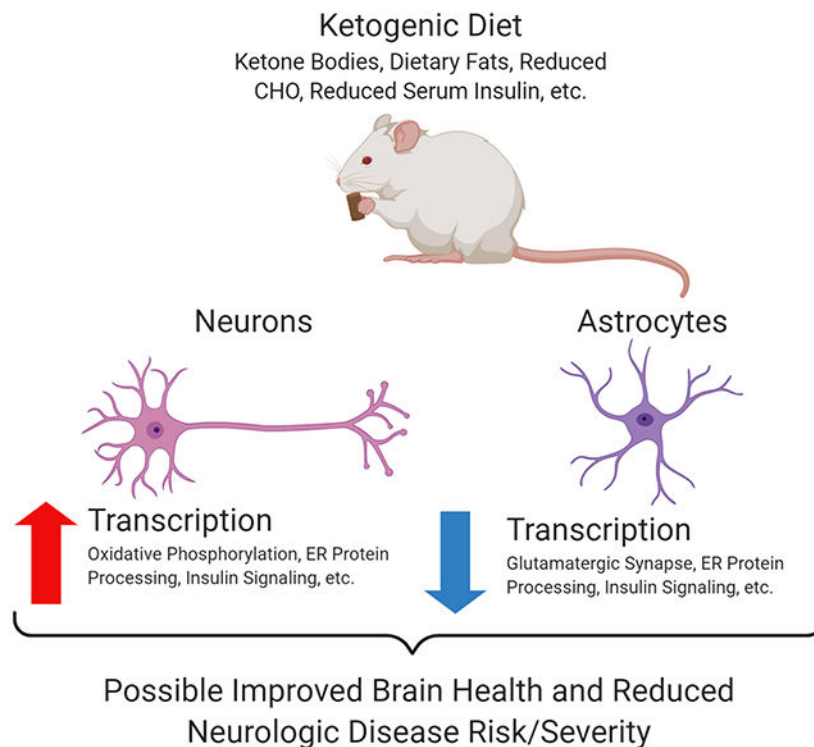 Ketogenic Diet
Ketone Bodies, Dietary Fats, Reduced
CHO, Reduced Serum Insulin, etc.
Neurons
Astrocytes
Transcription
Oxidative Phosphorylation, ER Protein
Processing, Insulin Signaling, etc.
Transcription
Glutamatergic Synapse, ER Protein
Processing, Insulin Signaling, etc.
Possible Improved Brain Health and Reduced
Neurologic Disease Risk/Severity